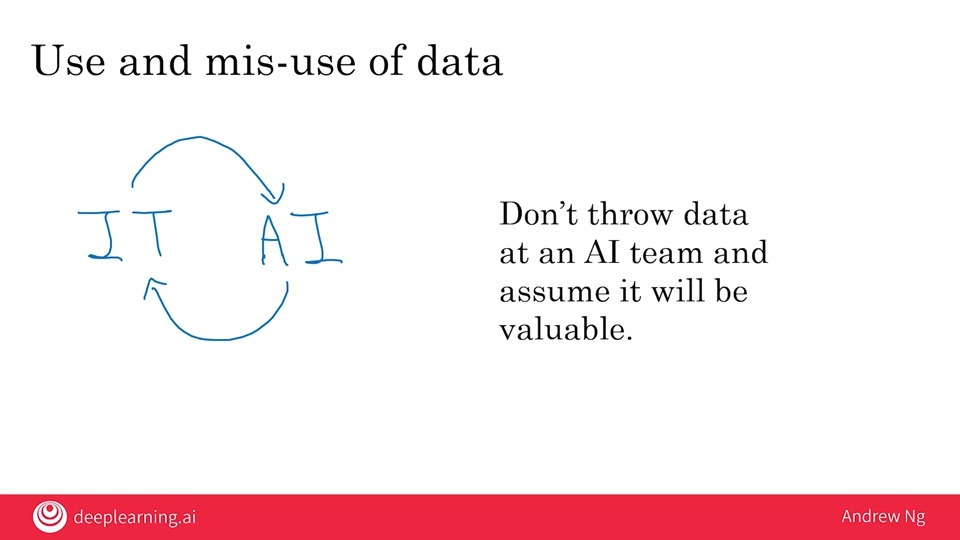 Use and mis-use of data
IT AI
Don't throw data
at an AI team and
assume it will be
valuable.
deeplearning.ai
Andrew Ng